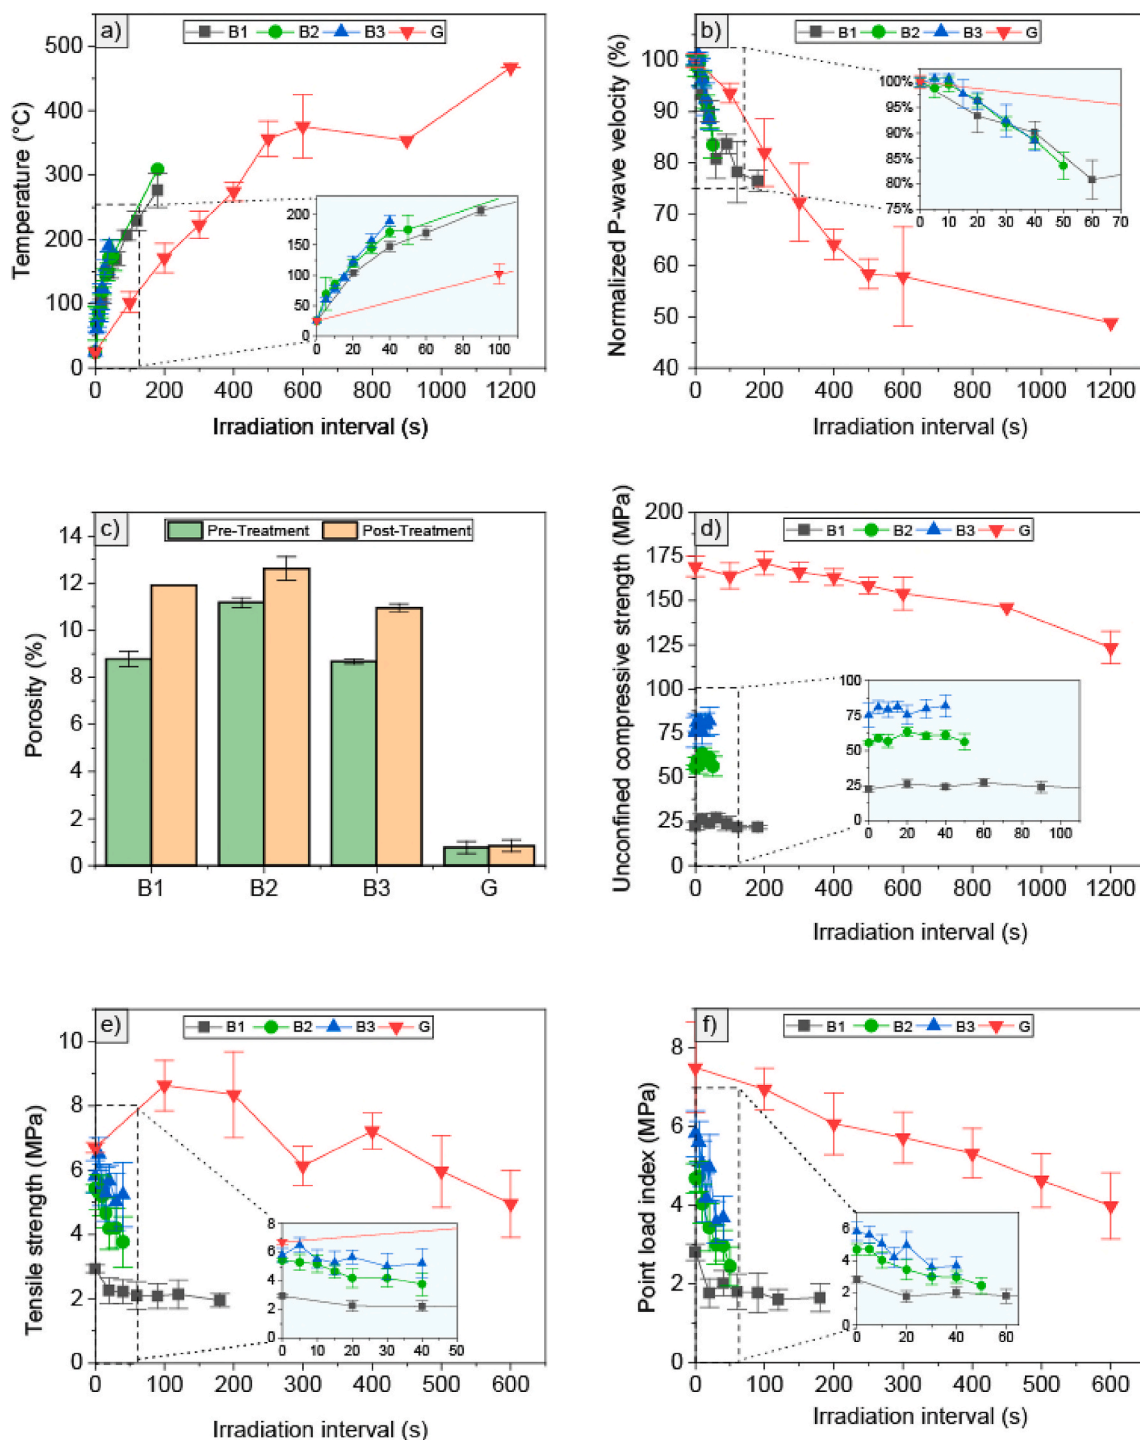 a)
B1 B2 B3 G
500
400
300
200
100
0
Temperature (°C)
200
150
100
50
0
0 20 40 60 80 100
0 200 400 600 800 1000 1200
Irradiation interval (s)
b)
B1 B2 B3 G
100
90
80
70
60
50
40
Normalized P-wave velocity (%)
100%
95%
90%
85%
80%
75%
0 10 20 30 40 50 60 70
0 200 400 600 800 1000 1200
Irradiation interval (s)
c)
Pre-Treatment Post-Treatment
14
12
10
8
6
4
2
0
Porosity (%)
B1 B2 B3 G
d)
B1 B2 B3 G
200
175
150
125
100
75
50
25
0
Unconfined compressive strength (MPa)
100
75
50
25
0
0 20 40 60 80 100
0 200 400 600 800 1000 1200
Irradiation interval (s)
e)
B1 B2 B3 G
10
8
6
4
2
0
Tensile strength (MPa)
8
6
4
2
0
0 10 20 30 40 50
0 100 200 300 400 500 600
Irradiation interval (s)
f)
B1 B2 B3 G
8
6
4
2
0
Point load index (MPa)
6
4
2
0
0 20 40 60
0 100 200 300 400 500 600
Irradiation interval (s)